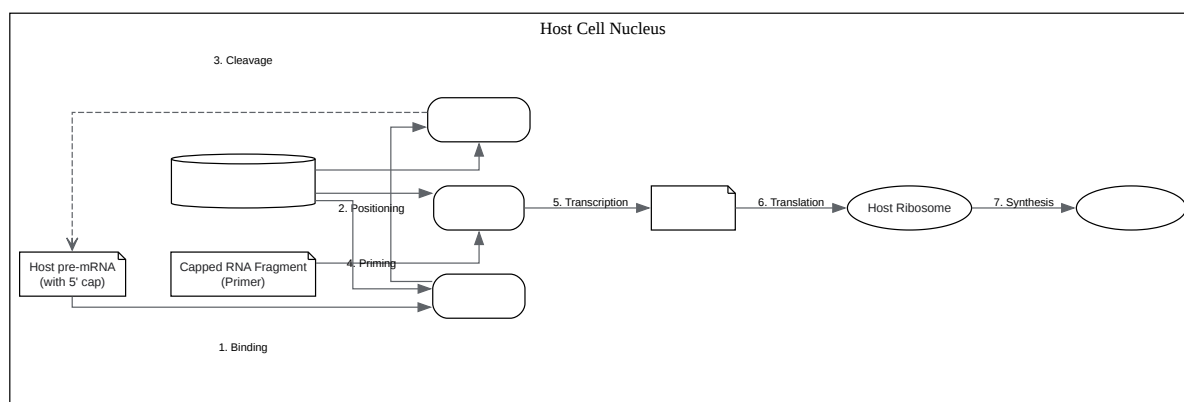 Host Cell Nucleus
3. Cleavage
2. Positioning
5. Transcription
6. Translation
Host Ribosome
7. Synthesis
Host pre-mRNA
(with 5' cap)
Capped RNA Fragment
(Primer)
4. Priming
1. Binding